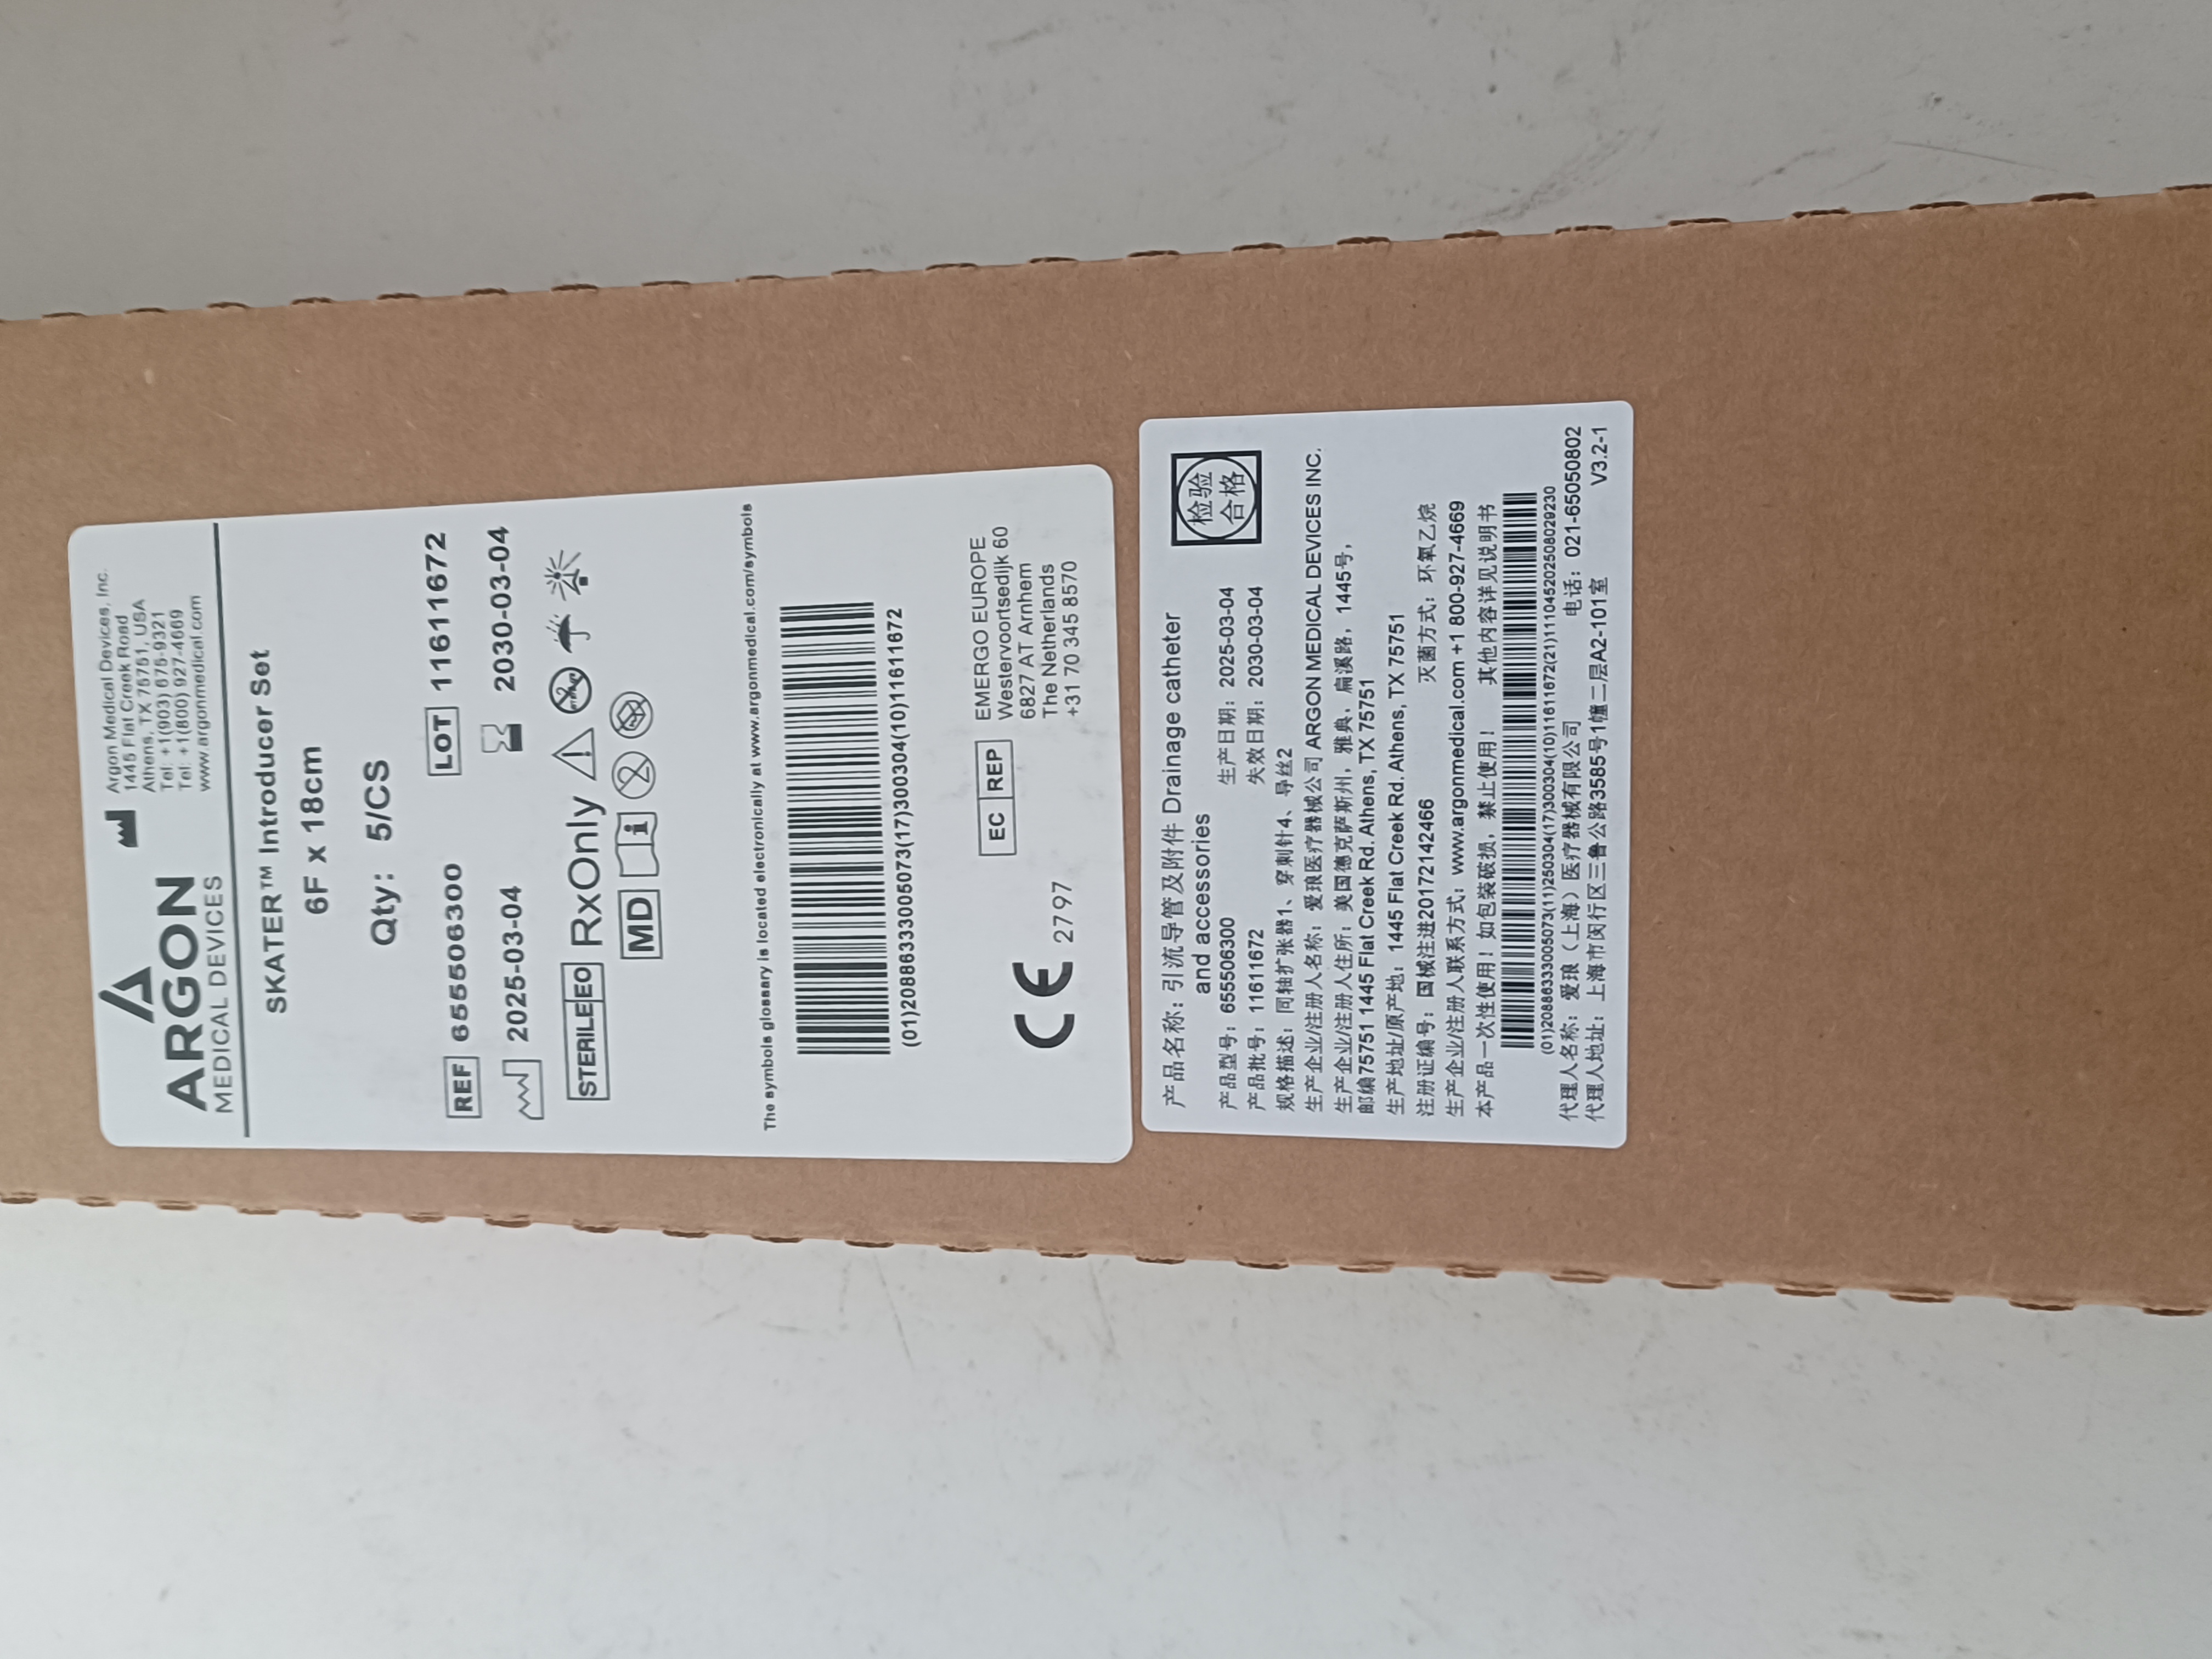 ARGON
MEDICAL DEVICES
Argon Medical Devices, Inc.
1445 Flat Creek Road
Athens, TX 75751, USA
Tel: +1(903) 675-9321
Tel: +1(800) 927-4669
www.argonmedical.com
SKATER™ Introducer Set
6F x 18cm
Qty: 5/CS
REF 655506300 LOT 11611672
2025-03-04 2030-03-04
STERILE EO RxOnly
MD
The symbols glossary is located electronically at www.argonmedical.com/symbols
(01)20886333005073(17)300304(10)11611672
CE 2797
EC REP
EMERGO EUROPE
Westervoortsedijk 60
6827 AT Arnhem
The Netherlands
+31 70 345 8570
检验
合格
产品名称：引流导管及附件 Drainage catheter
and accessories
产品型号：655506300 生产日期：2025-03-04
产品批号：11611672 失效日期：2030-03-04
规格描述：同轴扩张器1、穿刺针4、导丝2
生产企业/注册人名称：爱琅医疗器械公司 ARGON MEDICAL DEVICES INC.
生产企业/注册人住所：美国德克萨斯州，雅典，扁溪路，1445号，
邮编75751 1445 Flat Creek Rd. Athens, TX 75751
生产地址/原产地：1445 Flat Creek Rd. Athens, TX 75751
注册证编号：国械注进20172142466 灭菌方式：环氧乙烷
生产企业/注册人联系方式：www.argonmedical.com +1 800-927-4669
本产品一次性使用！如包装破损，禁止使用！ 其他内容详见说明书
(01)20886333005073(11)250304(17)300304(10)11611672(21)1110452025080292​30
代理人名称：爱琅（上海）医疗器械有限公司 电话：021-65050802
代理人地址：上海市闵行区三鲁公路3585号1幢二层A2-101室 V3.2-1